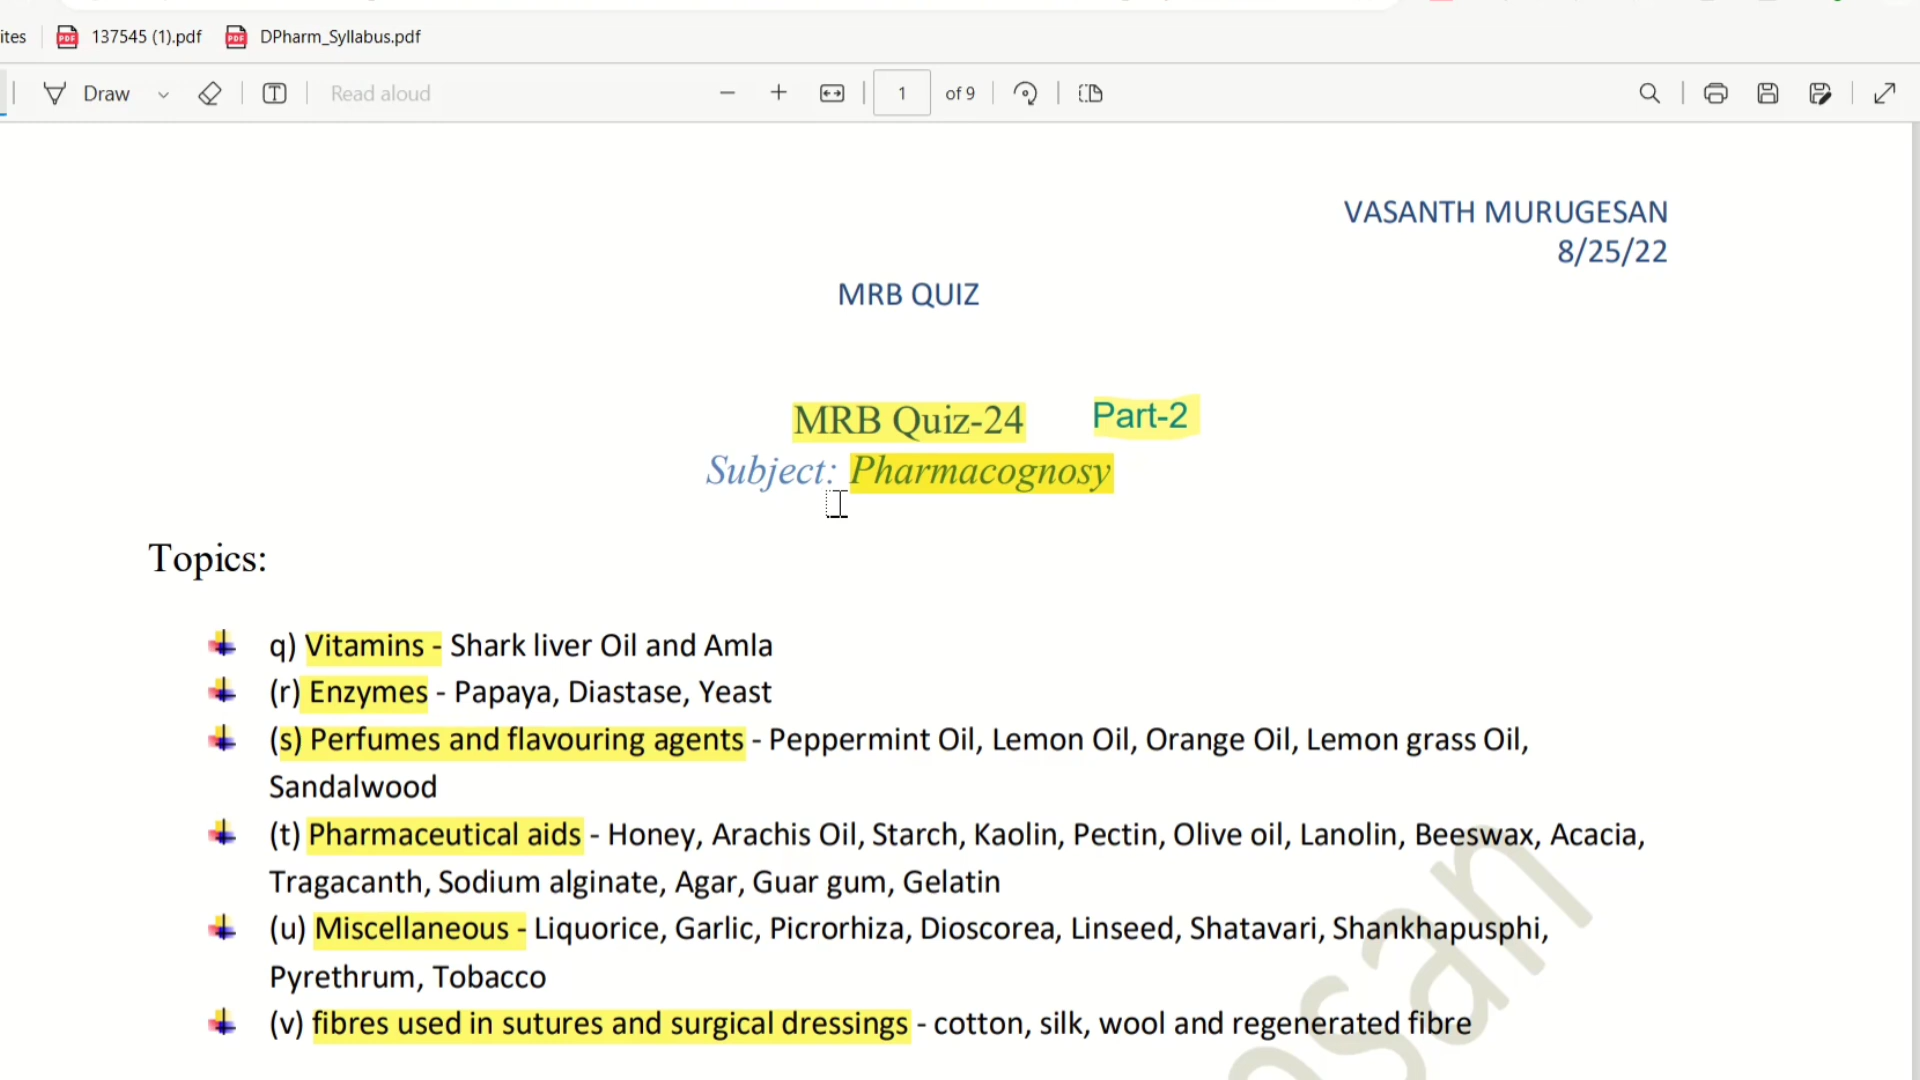 ites 137545 (1).pdf DPharm_Syllabus.pdf
Draw Read aloud 1 of 9
VASANTH MURUGESAN
8/25/22
MRB QUIZ
MRB Quiz-24 Part-2
Subject: Pharmacognosy
Topics:
q) Vitamins - Shark liver Oil and Amla
(r) Enzymes - Papaya, Diastase, Yeast
(s) Perfumes and flavouring agents - Peppermint Oil, Lemon Oil, Orange Oil, Lemon grass Oil,
Sandalwood
(t) Pharmaceutical aids - Honey, Arachis Oil, Starch, Kaolin, Pectin, Olive oil, Lanolin, Beeswax, Acacia,
Tragacanth, Sodium alginate, Agar, Guar gum, Gelatin
(u) Miscellaneous - Liquorice, Garlic, Picrorhiza, Dioscorea, Linseed, Shatavari, Shankhapusphi,
Pyrethrum, Tobacco
(v) fibres used in sutures and surgical dressings - cotton, silk, wool and regenerated fibre